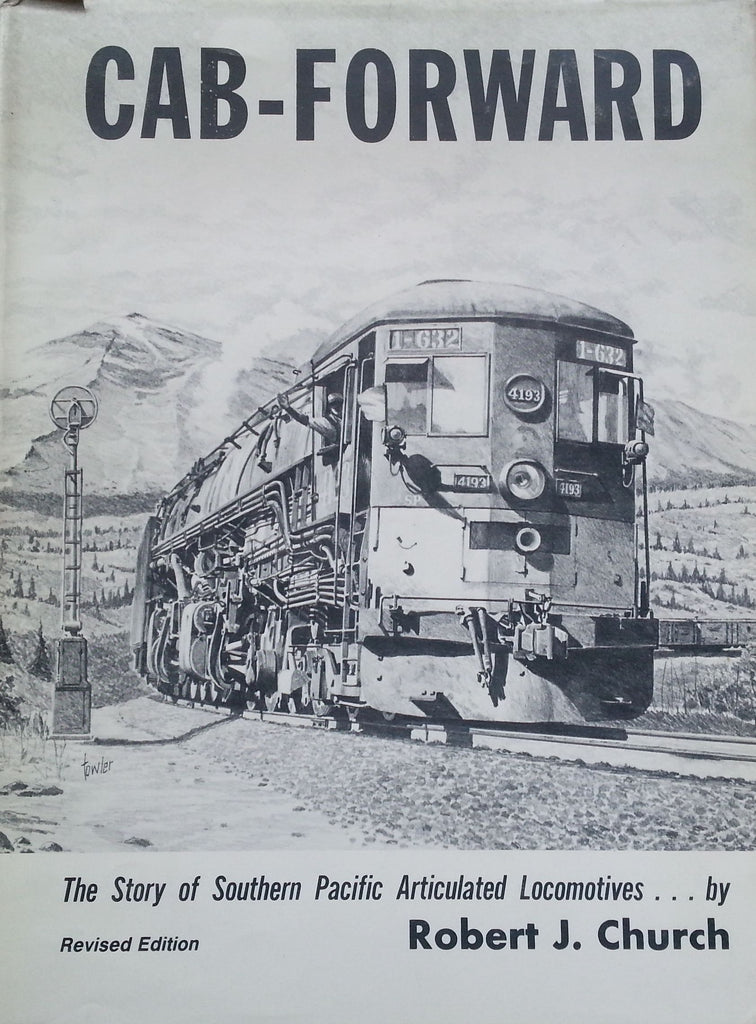 CAB-FORWARD
1-632
1-632
4193
4193
4193
SP
Fowler
The Story of Southern Pacific Articulated Locomotives . . . by
Revised Edition
Robert J. Church